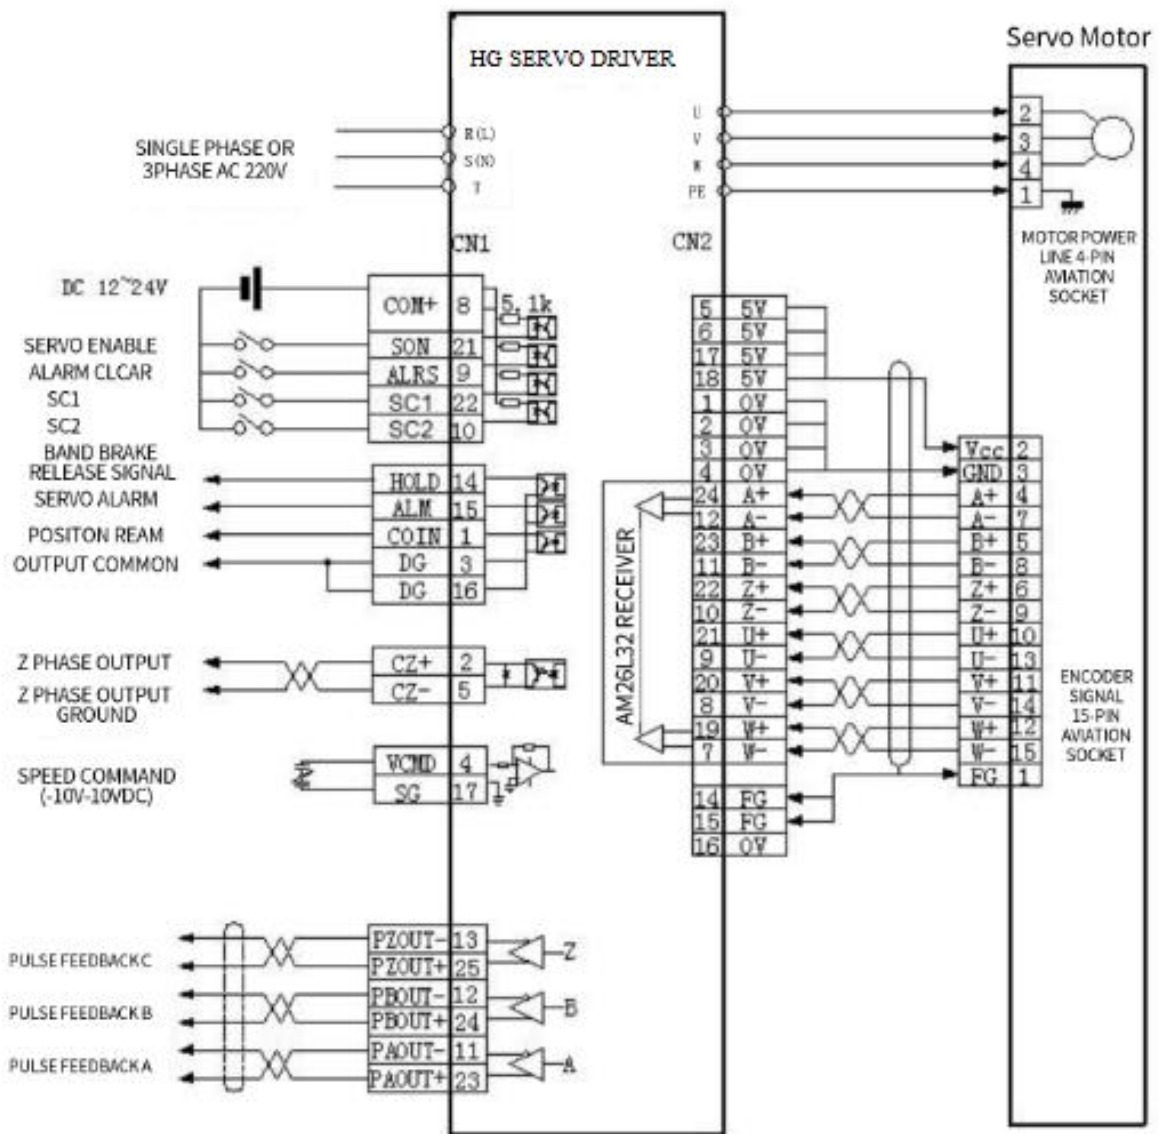 HG SERVO DRIVER
Servo Motor
SINGLE PHASE OR
3PHASE AC 220V
R(L)
S(N)
T
U
V
W
PE
2
3
4
1
MOTOR POWER
LINE 4-PIN
AVIATION
SOCKET
CN1
CN2
DC 12~24V
SERVO ENABLE
ALARM CLCAR
SC1
SC2
COM+ 8
5.1k
SON 21
ALRS 9
SC1 22
SC2 10
BAND BRAKE
RELEASE SIGNAL
SERVO ALARM
POSITON REAM
OUTPUT COMMON
HOLD 14
ALM 15
COIN 1
DG 3
DG 16
Z PHASE OUTPUT
Z PHASE OUTPUT
GROUND
CZ+ 2
CZ- 5
SPEED COMMAND
(-10V-10VDC)
VCMD 4
SG 17
PULSE FEEDBACK C
PULSE FEEDBACK B
PULSE FEEDBACK A
PZOUT- 13
PZOUT+ 25
PBOUT- 12
PBOUT+ 24
PAOUT- 11
PAOUT+ 23
Z
B
A
5 5V
6 5V
17 5V
18 5V
1 0V
2 0V
3 0V
4 0V
24 A+
12 A-
23 B+
11 B-
22 Z+
10 Z-
21 U+
9 U-
20 V+
8 V-
19 W+
7 W-
14 FG
15 FG
16 0V
AM26L32 RECEIVER
Vcc 2
GND 3
A+ 4
A- 7
B+ 5
B- 8
Z+ 6
Z- 9
U+ 10
U- 13
V+ 11
V- 14
W+ 12
W- 15
FG 1
ENCODER
SIGNAL
15-PIN
AVIATION
SOCKET